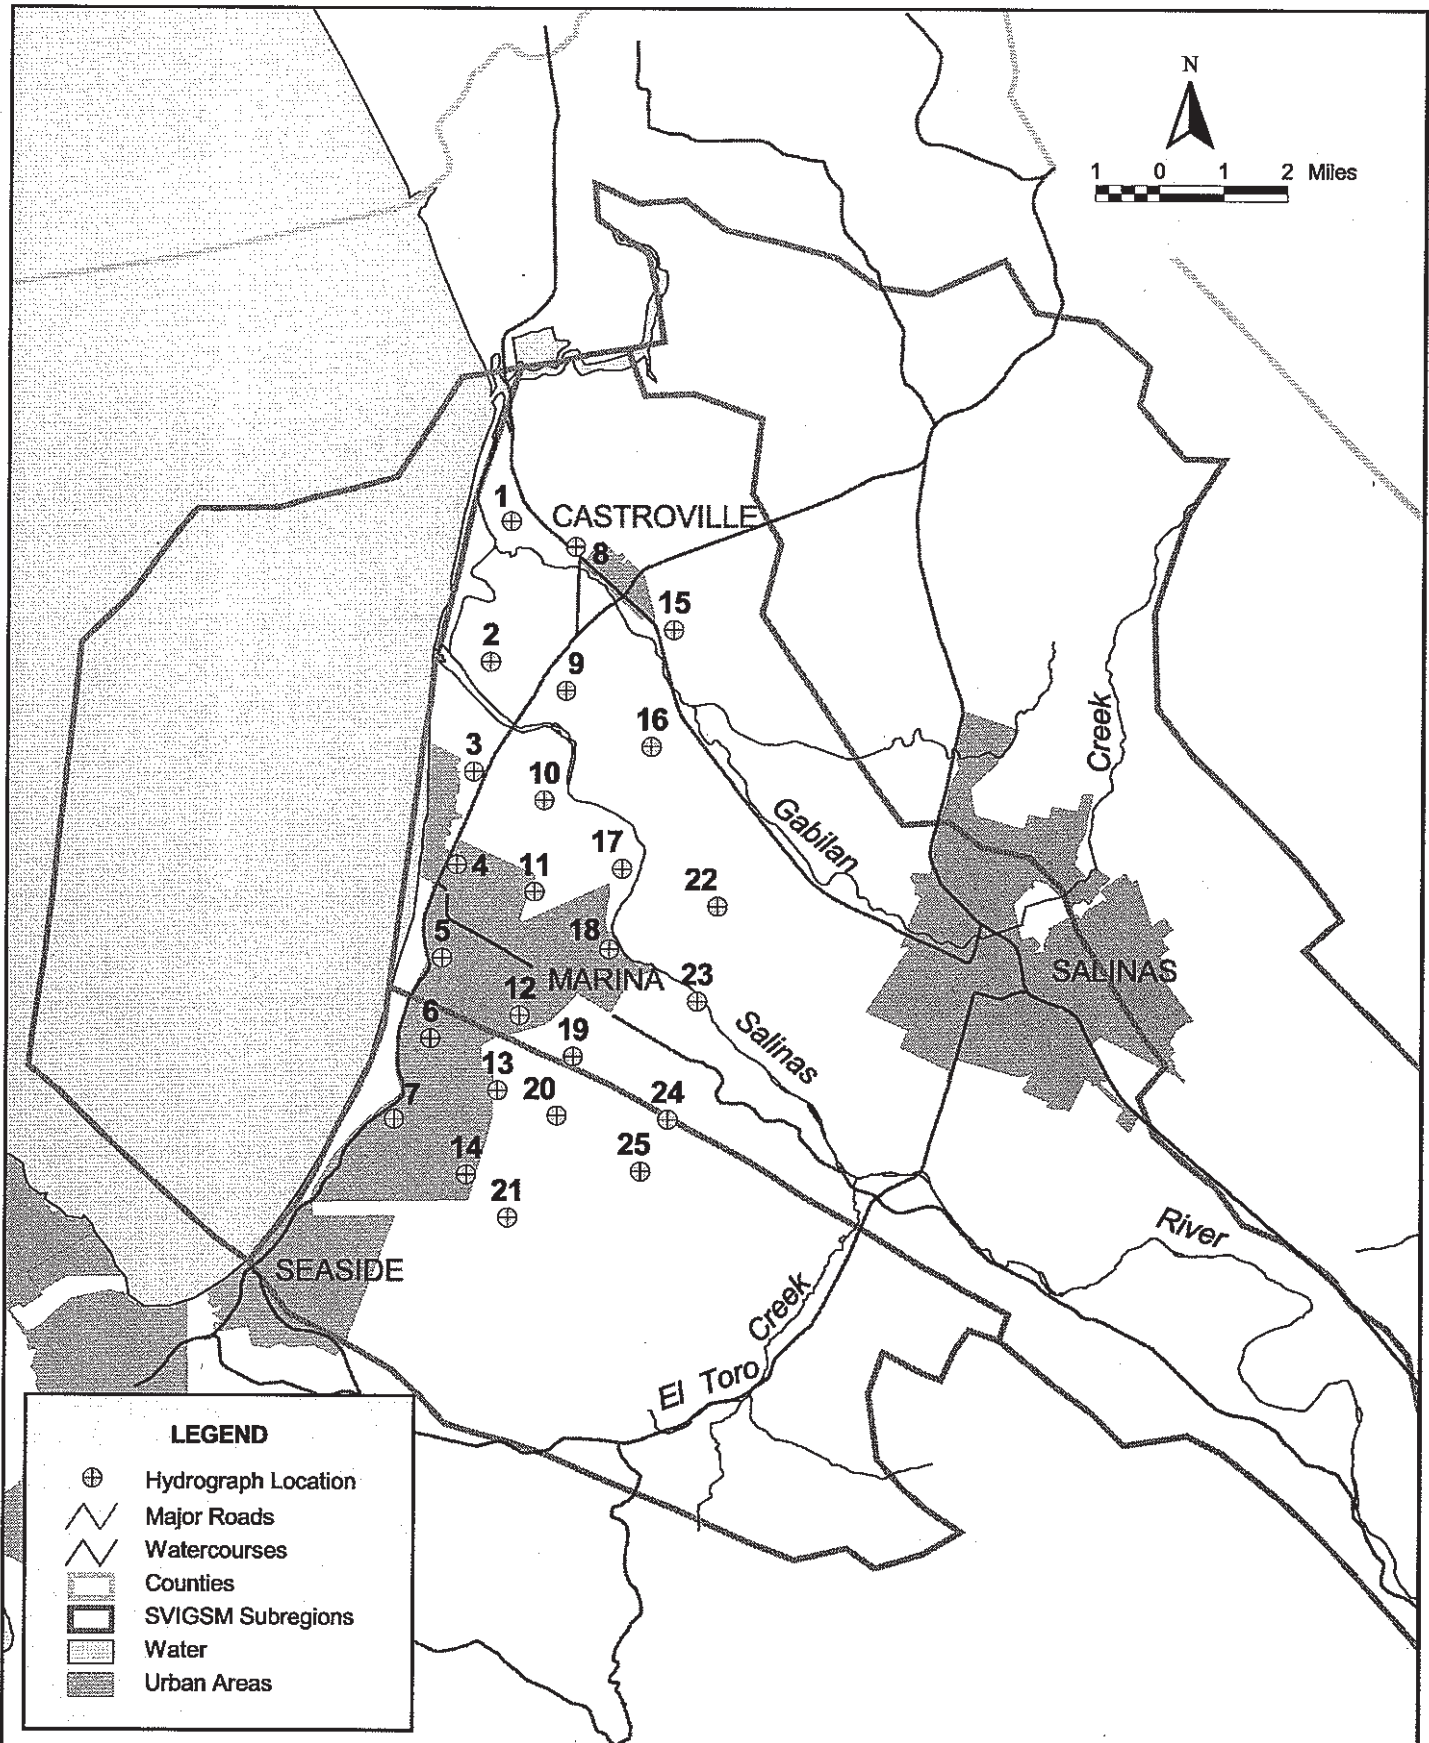 N
1 0 1 2 Miles
1
CASTROVILLE
8
15
2
9
16
3
10
Creek
Gabilan
17
4
11
22
5
18
MARINA
SALINAS
23
12
6
19
Salinas
13
20
24
7
14
25
21
River
SEASIDE
Creek
El Toro
LEGEND
Hydrograph Location
Major Roads
Watercourses
Counties
SVIGSM Subregions
Water
Urban Areas